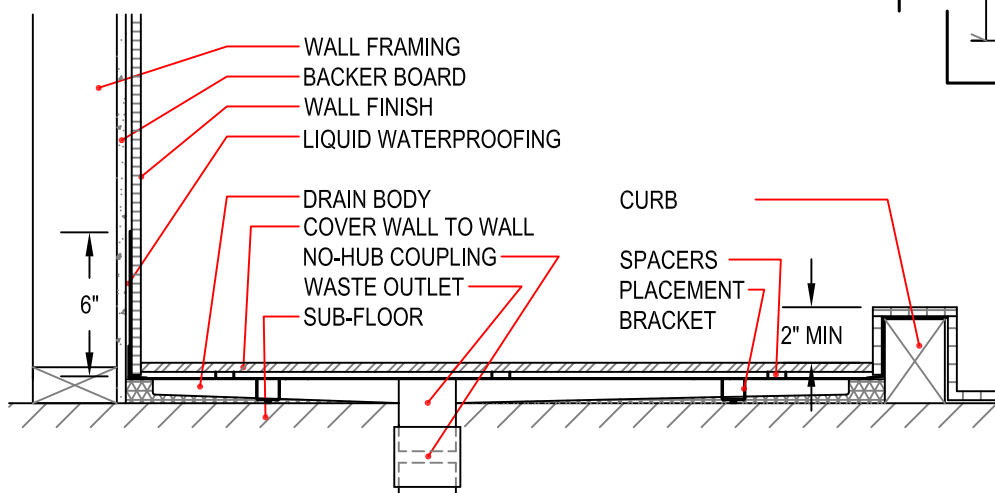 WALL FRAMING
BACKER BOARD
WALL FINISH
LIQUID WATERPROOFING
DRAIN BODY
COVER WALL TO WALL
NO-HUB COUPLING
WASTE OUTLET
SUB-FLOOR
CURB
SPACERS
PLACEMENT
BRACKET
6"
2" MIN